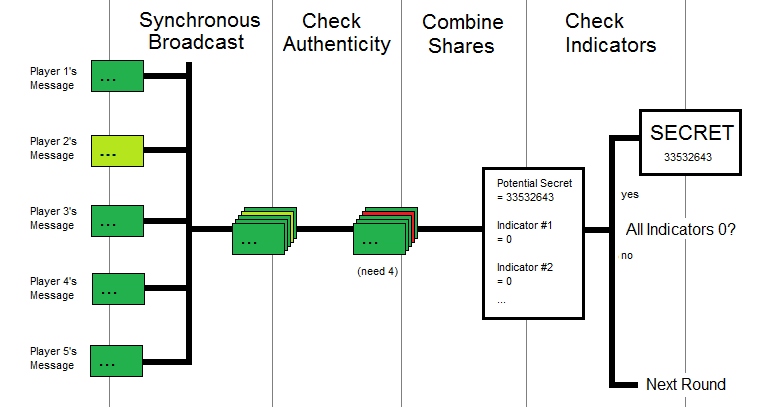 Synchronous
Broadcast
Check
Authenticity
Combine
Shares
Check
Indicators
Player 1's
Message
...
Player 2's
Message
...
Player 3's
Message
...
Player 4's
Message
...
Player 5's
Message
...
...
...
(need 4)
Potential Secret
= 33532643
Indicator #1
= 0
Indicator #2
= 0
...
SECRET
33532643
yes
All Indicators 0?
no
Next Round